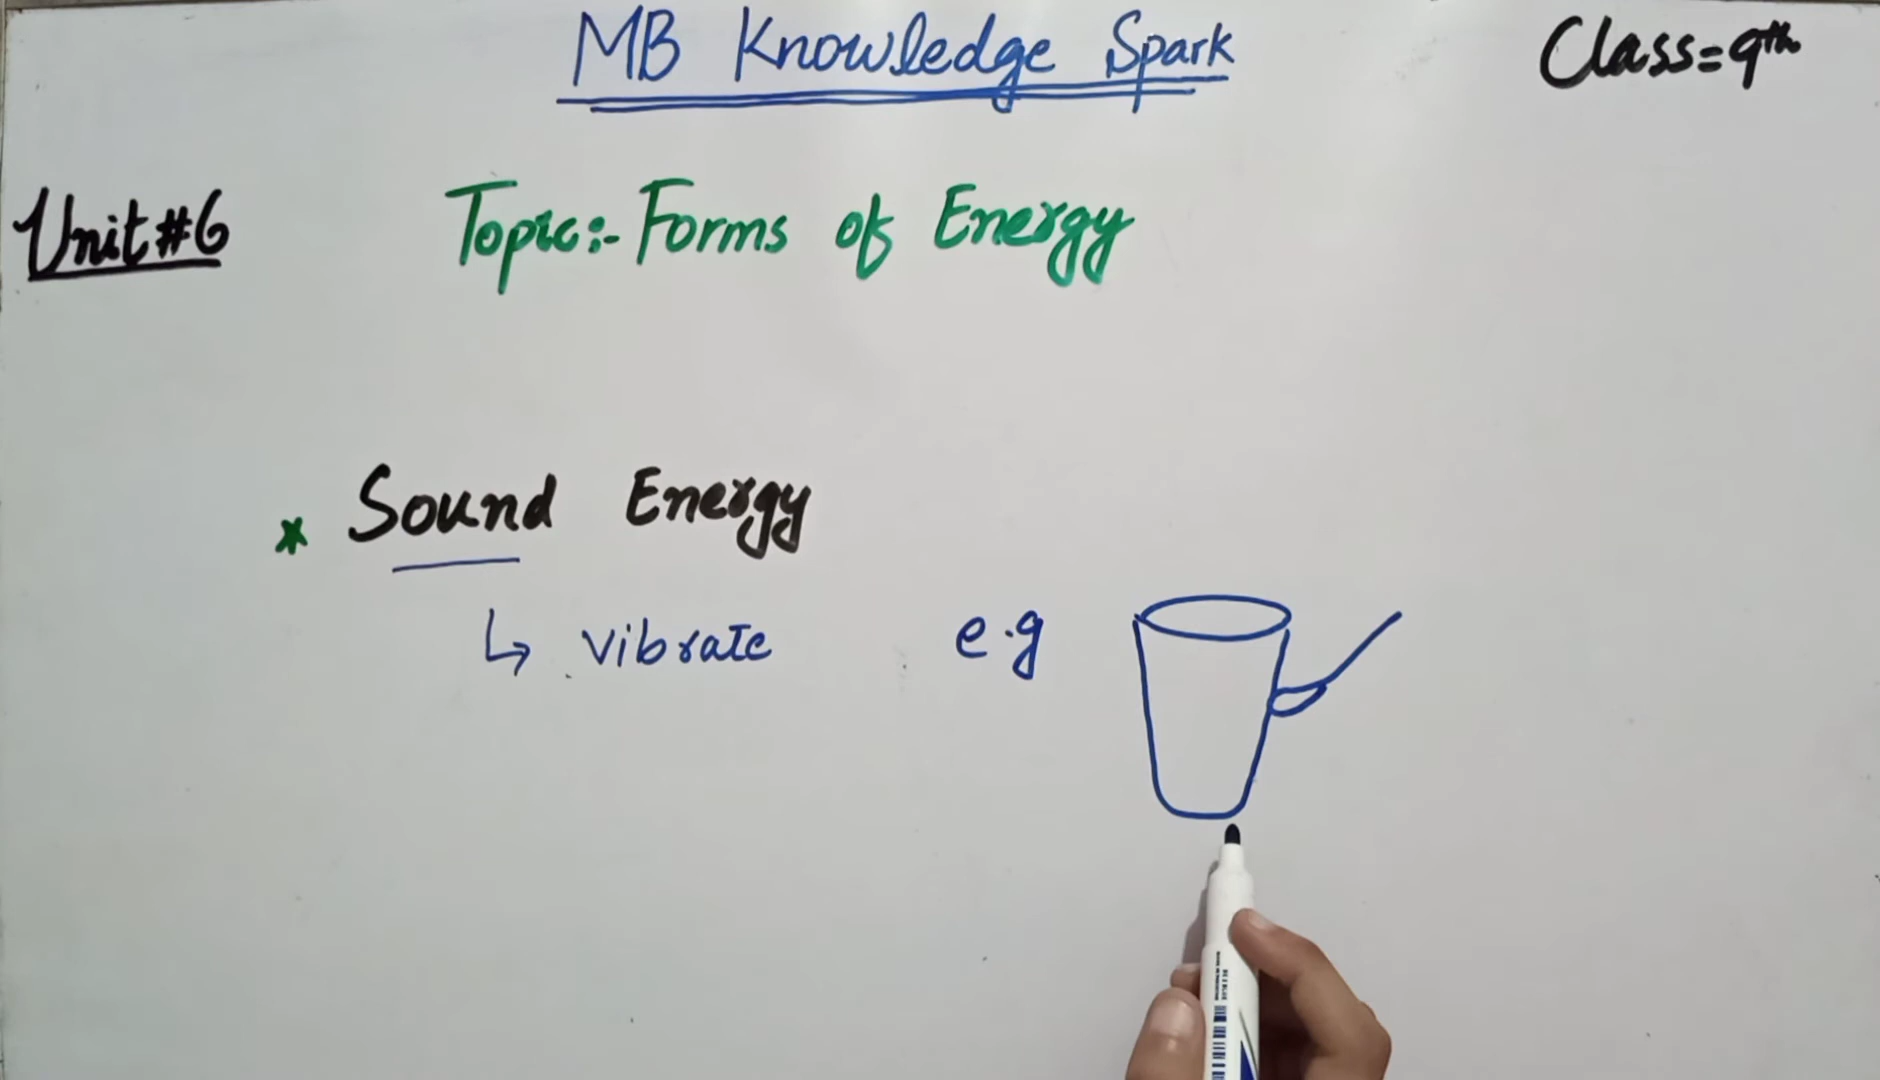 MB Knowledge Spark
Class=9th
Unit#6
Topic:- Forms of Energy
* Sound Energy
↳ vibrate
e.g